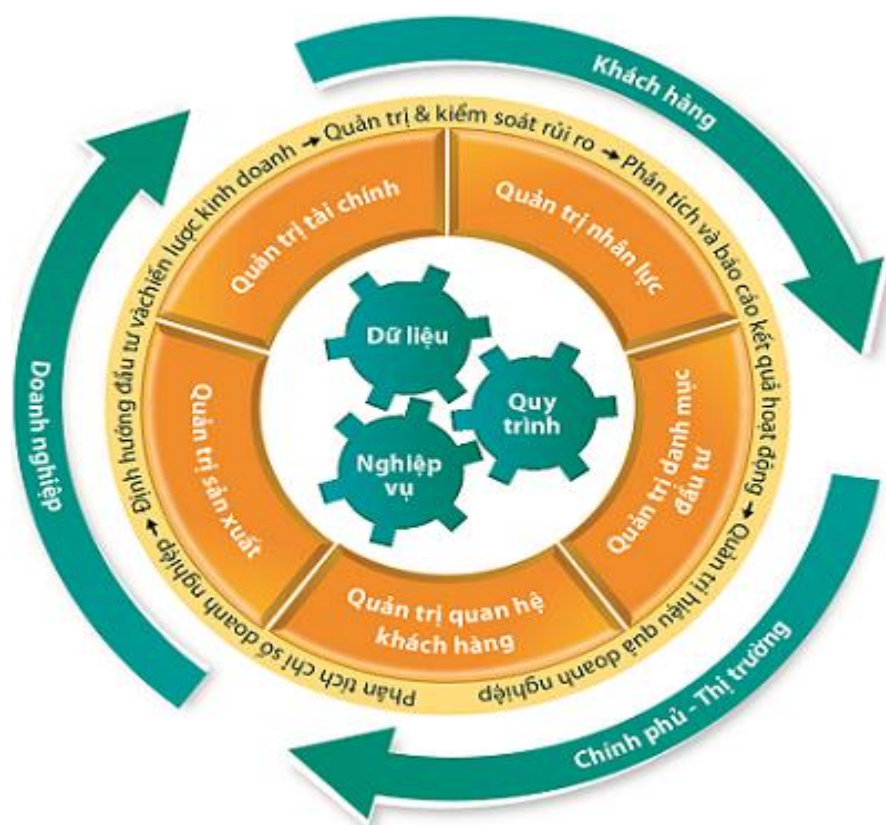 Khách hàng
Chính phủ - Thị trường
Doanh nghiệp
Định hướng đầu tư vàchiến lược kinh doanh → Quản trị & kiểm soát rủi ro → Phân tích và báo cáo kết quả hoạt động → Quản trị hiệu quả doanh nghiệp
Phân tích chỉ số doanh nghiệp →
Quản trị tài chính
Quản trị nhân lực
Quản trị danh mục
đầu tư
Quản trị quan hệ
khách hàng
Quản trị sản xuất
Dữ liệu
Quy
trình
Nghiệp
vụ